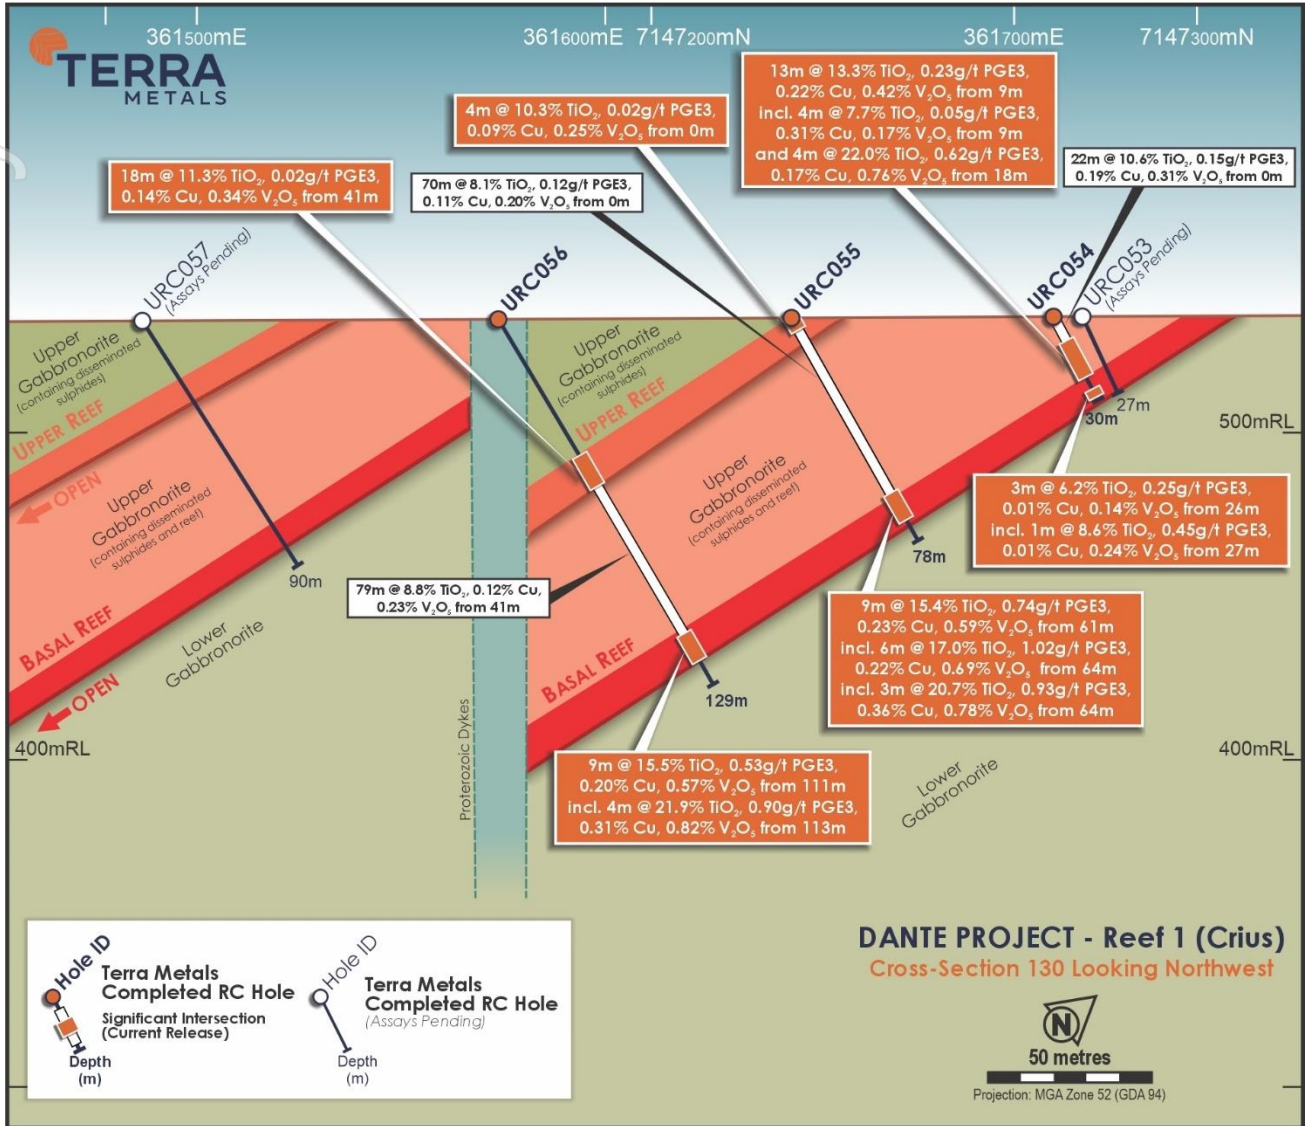 361500mE
361600mE
7147200mN
361700mE
7147300mN
TERRA
METALS
13m @ 13.3% TiO₂, 0.23g/t PGE3,
0.22% Cu, 0.42% V₂O₅ from 9m
incl. 4m @ 7.7% TiO₂, 0.05g/t PGE3,
0.31% Cu, 0.17% V₂O₅ from 9m
and 4m @ 22.0% TiO₂, 0.62g/t PGE3,
0.17% Cu, 0.76% V₂O₅ from 18m
4m @ 10.3% TiO₂, 0.02g/t PGE3,
0.09% Cu, 0.25% V₂O₅ from 0m
22m @ 10.6% TiO₂, 0.15g/t PGE3,
0.19% Cu, 0.31% V₂O₅ from 0m
18m @ 11.3% TiO₂, 0.02g/t PGE3,
0.14% Cu, 0.34% V₂O₅ from 41m
70m @ 8.1% TiO₂, 0.12g/t PGE3,
0.11% Cu, 0.20% V₂O₅ from 0m
URC057
(Assays Pending)
URC056
URC055
URC054
URC053
(Assays Pending)
Upper
Gabbronorite
(containing disseminated
sulphides)
UPPER REEF
OPEN
Upper
Gabbronorite
(containing disseminated
sulphides and reef)
BASAL REEF
OPEN
Lower
Gabbronorite
90m
400mRL
Proterozoic Dykes
Upper
Gabbronorite
(containing disseminated
sulphides)
UPPER REEF
Upper
Gabbronorite
(containing disseminated
sulphides and reef)
BASAL REEF
27m
30m
500mRL
78m
129m
3m @ 6.2% TiO₂, 0.25g/t PGE3,
0.01% Cu, 0.14% V₂O₅ from 26m
incl. 1m @ 8.6% TiO₂, 0.45g/t PGE3,
0.01% Cu, 0.24% V₂O₅ from 27m
79m @ 8.8% TiO₂, 0.12% Cu,
0.23% V₂O₅ from 41m
9m @ 15.4% TiO₂, 0.74g/t PGE3,
0.23% Cu, 0.59% V₂O₅ from 61m
incl. 6m @ 17.0% TiO₂, 1.02g/t PGE3,
0.22% Cu, 0.69% V₂O₅ from 64m
incl. 3m @ 20.7% TiO₂, 0.93g/t PGE3,
0.36% Cu, 0.78% V₂O₅ from 64m
9m @ 15.5% TiO₂, 0.53g/t PGE3,
0.20% Cu, 0.57% V₂O₅ from 111m
incl. 4m @ 21.9% TiO₂, 0.90g/t PGE3,
0.31% Cu, 0.82% V₂O₅ from 113m
400mRL
Lower
Gabbronorite
Hole ID
Terra Metals
Completed RC Hole
Significant Intersection
(Current Release)
Depth
(m)
Hole ID
Terra Metals
Completed RC Hole
(Assays Pending)
Depth
(m)
DANTE PROJECT - Reef 1 (Crius)
Cross-Section 130 Looking Northwest
N
50 metres
Projection: MGA Zone 52 (GDA 94)